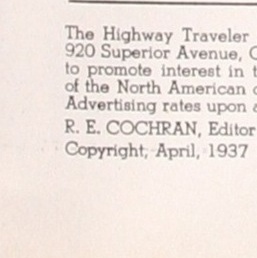 The Highway Traveler
920 Superior Avenue,
to promote interest in
of the North American
Advertising rates upon
R. E. COCHRAN, Editor
Copyright, April, 1937